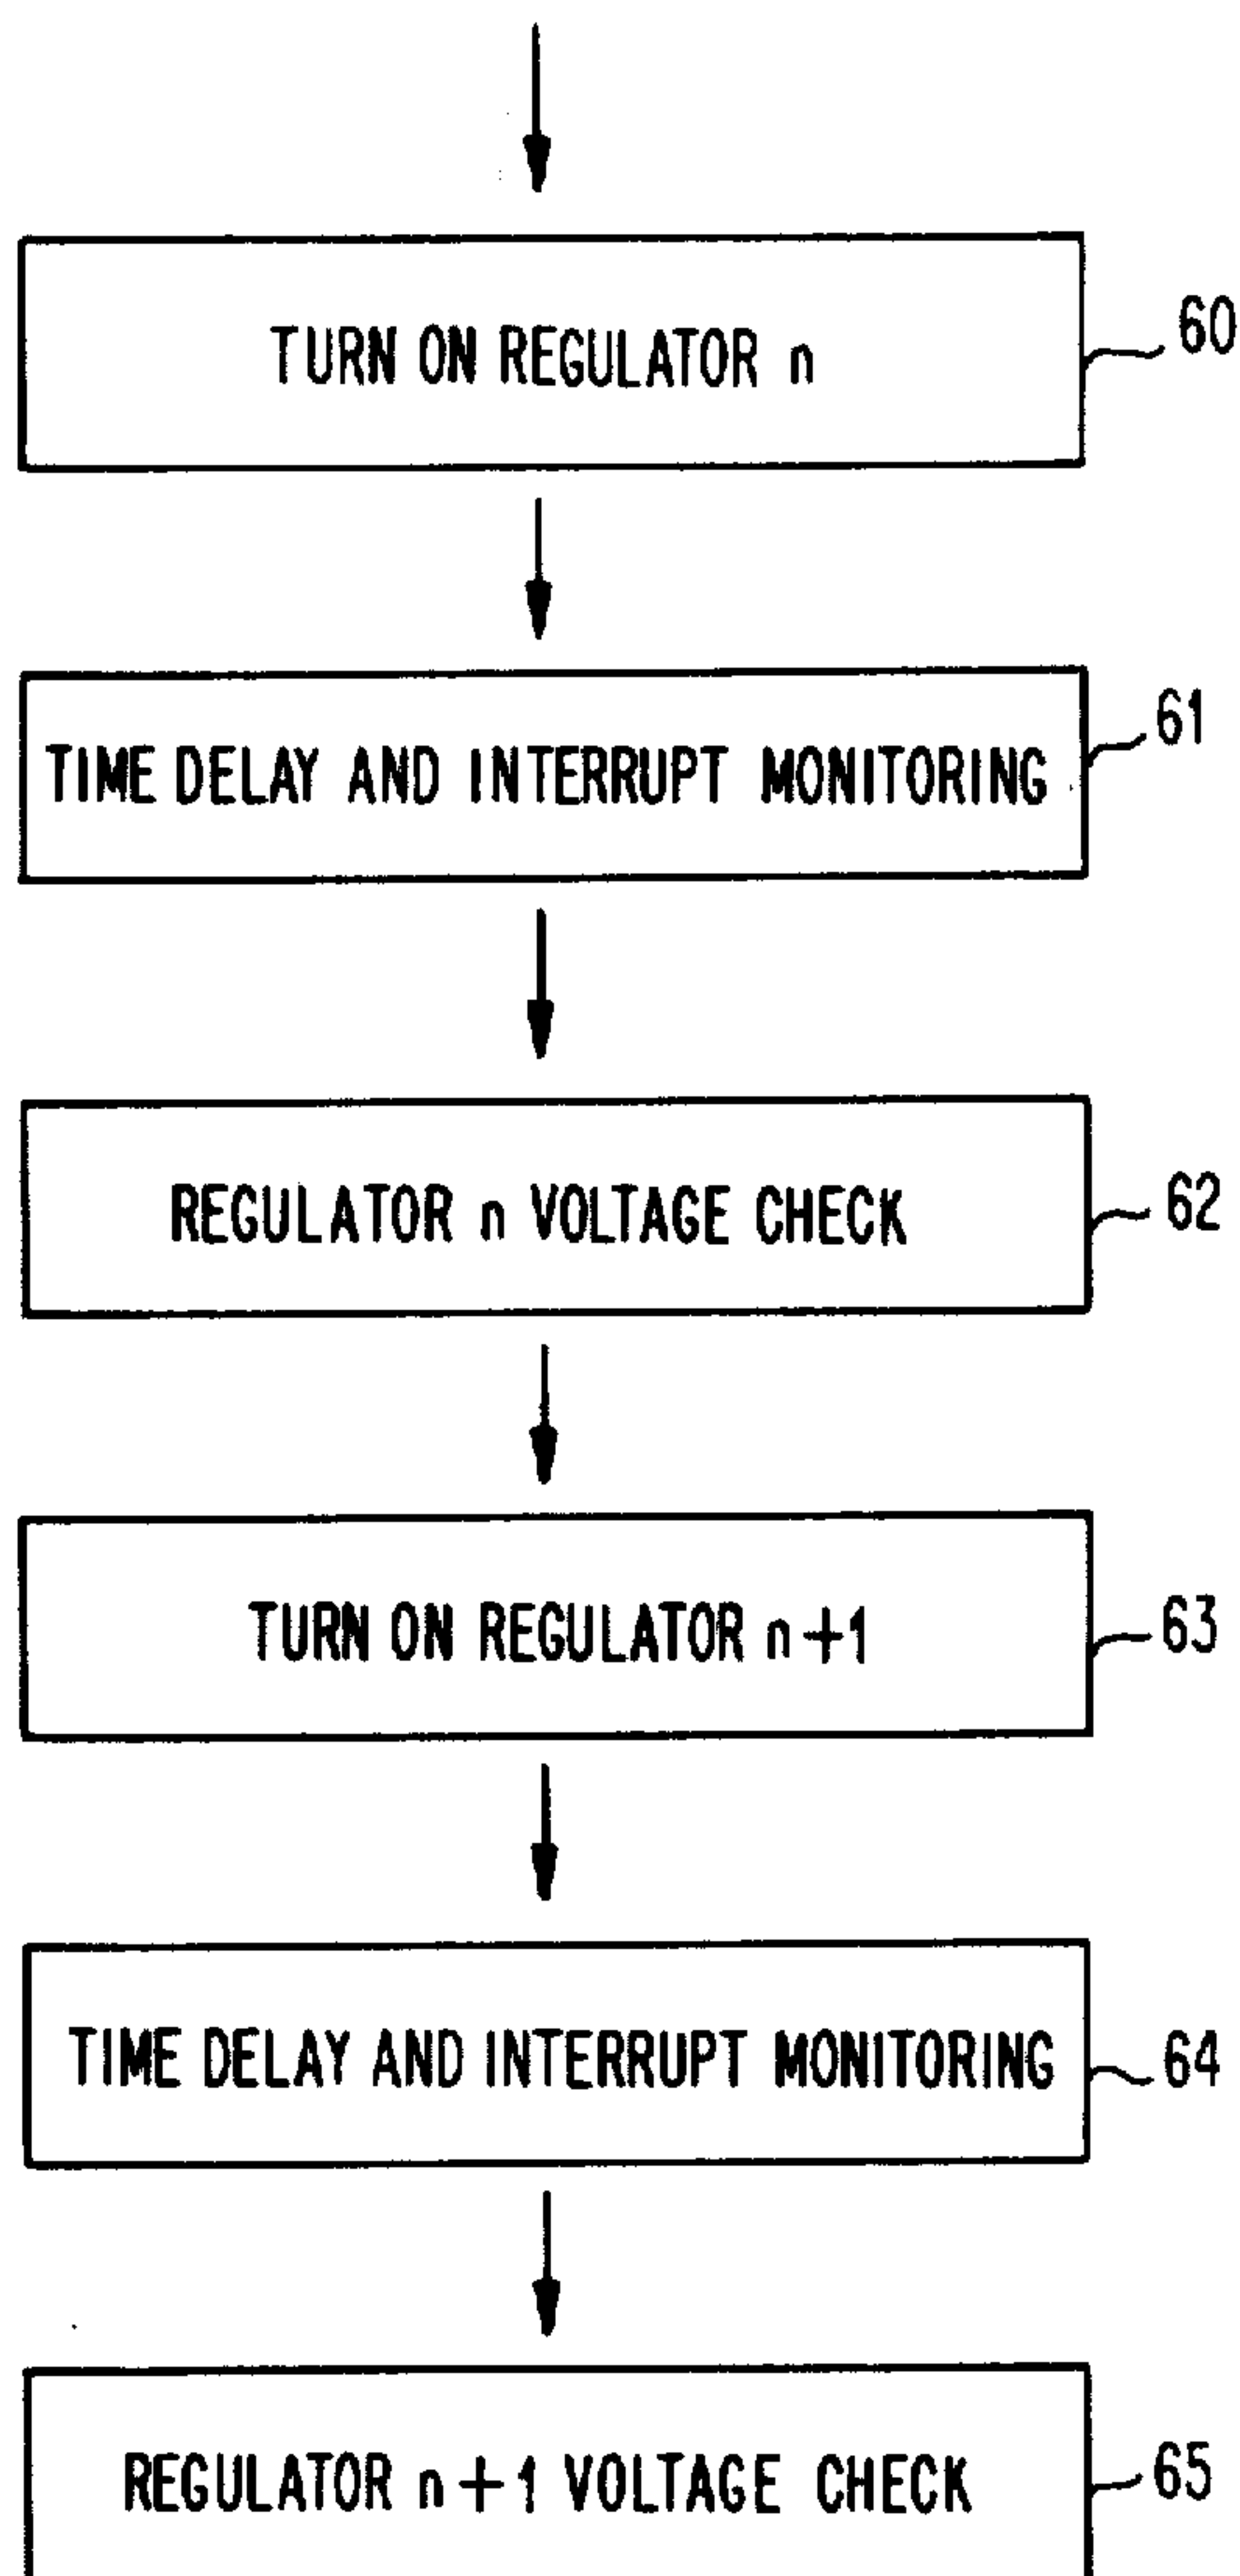 TURN ON REGULATOR n
60
TIME DELAY AND INTERRUPT MONITORING
61
REGULATOR n VOLTAGE CHECK
62
TURN ON REGULATOR n+1
63
TIME DELAY AND INTERRUPT MONITORING
64
REGULATOR n+1 VOLTAGE CHECK
65